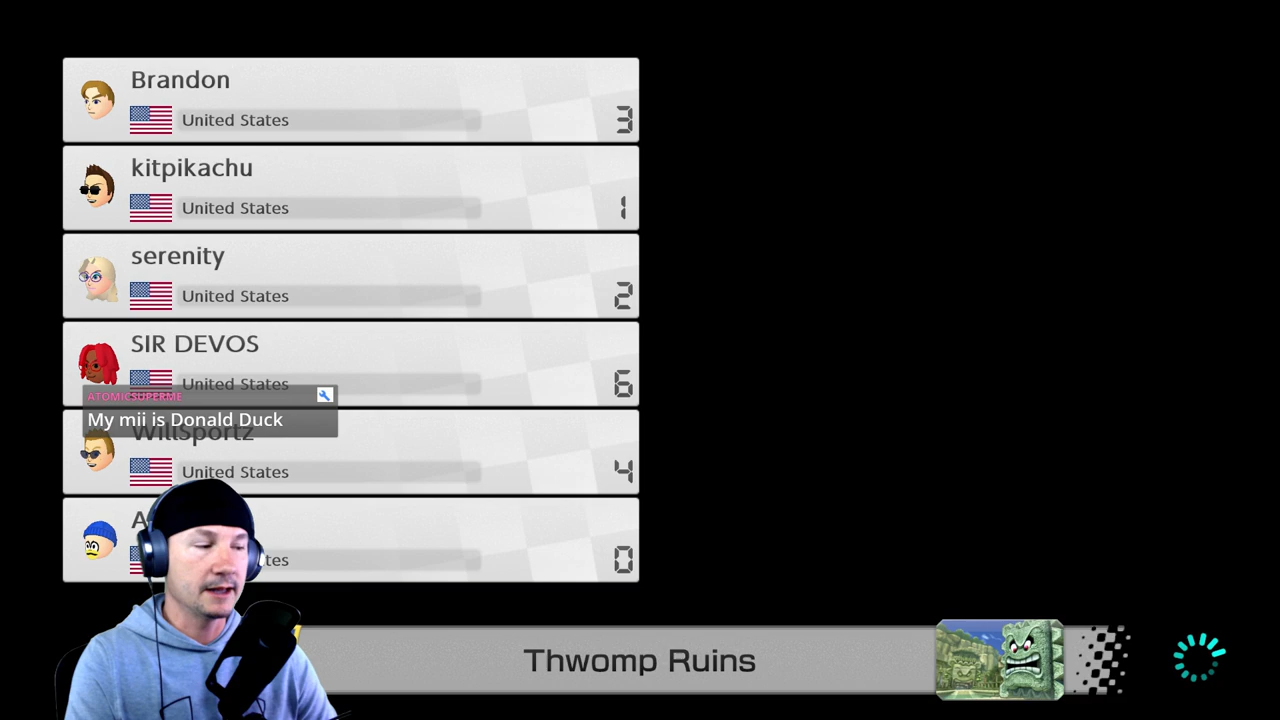 Brandon
United States
3
kitpikachu
United States
1
serenity
United States
2
SIR DEVOS
United States
6
ATOMICSUPERME
My mii is Donald Duck
WillSportz
United States
4
0
Thwomp Ruins